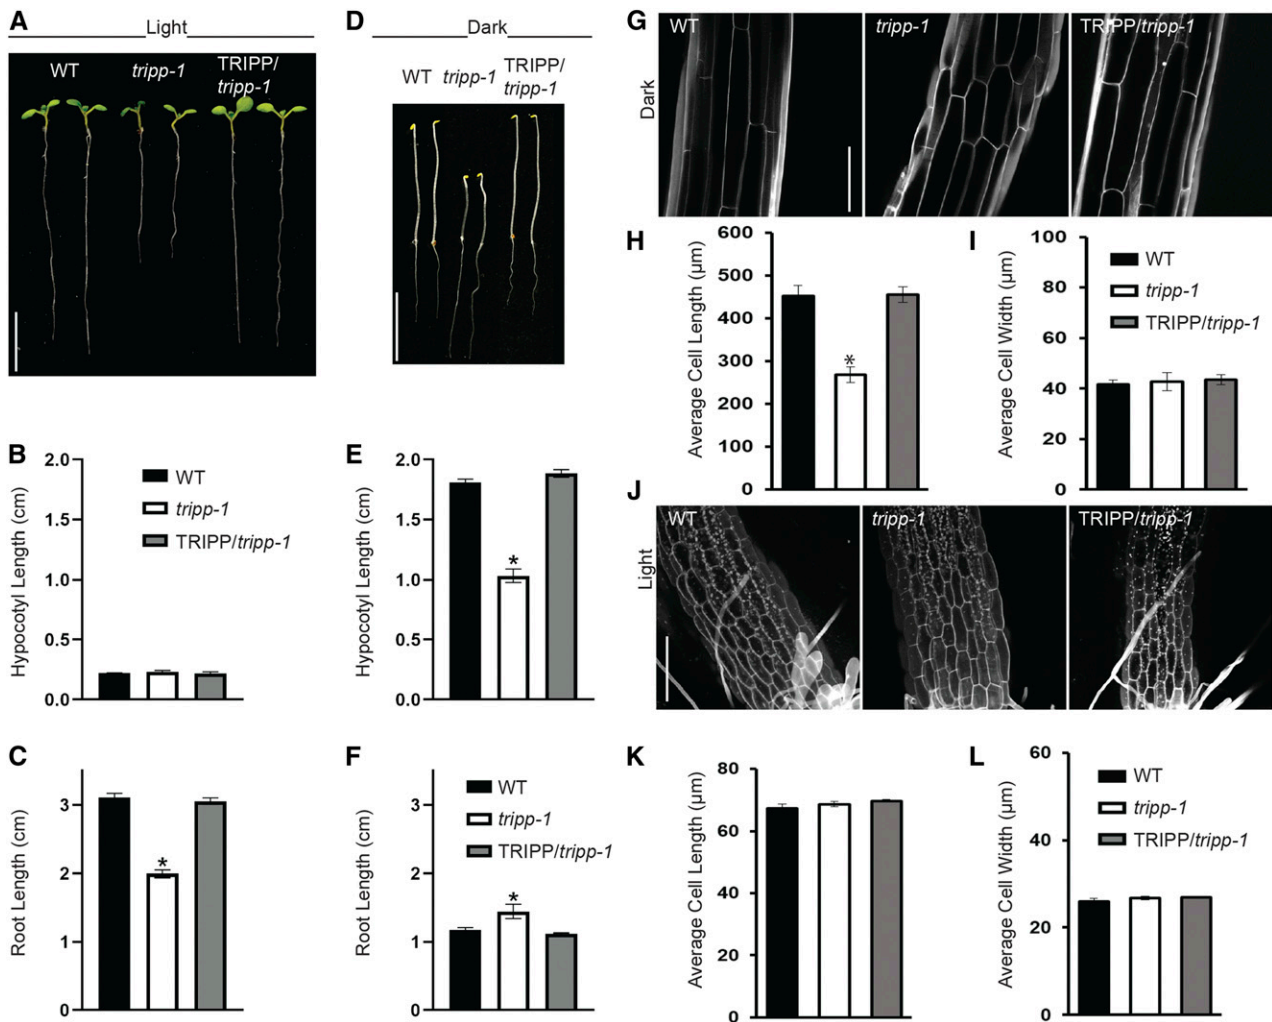 A
Light
WT
tripp-1
TRIPP/
tripp-1
D
Dark
WT
tripp-1
TRIPP/
tripp-1
G
Dark
WT
tripp-1
TRIPP/tripp-1
H
Average Cell Length (μm)
600
500
400
300
200
100
0
*
I
Average Cell Width (μm)
100
80
60
40
20
0
WT
tripp-1
TRIPP/tripp-1
B
Hypocotyl Length (cm)
2.0
1.5
1.0
0.5
0.0
WT
tripp-1
TRIPP/tripp-1
E
Hypocotyl Length (cm)
2.0
1.5
1.0
0.5
0.0
*
J
Light
WT
tripp-1
TRIPP/tripp-1
C
Root Length (cm)
3
2
1
0
*
F
Root Length (cm)
3
2
1
0
*
WT
tripp-1
TRIPP/tripp-1
K
Average Cell Length (μm)
80
60
40
20
0
L
Average Cell Width (μm)
60
40
20
0
WT
tripp-1
TRIPP/tripp-1